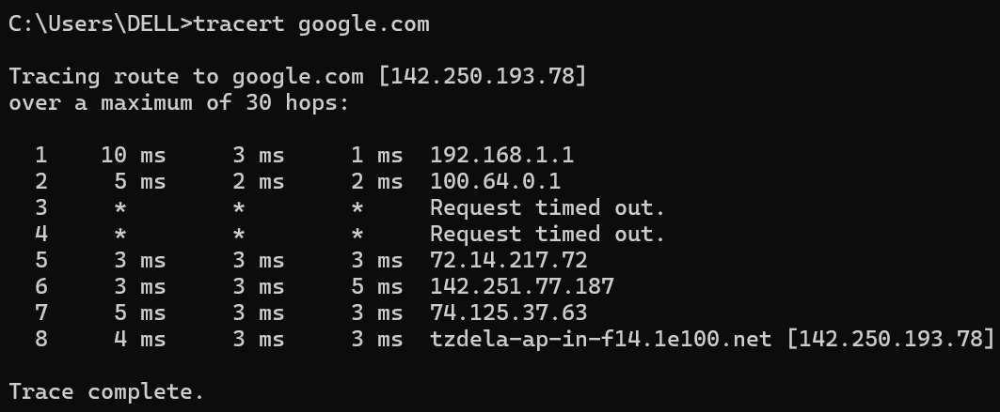 C:\Users\DELL>tracert google.com
Tracing route to google.com [142.250.193.78]
over a maximum of 30 hops:
1 10 ms 3 ms 1 ms 192.168.1.1
2 5 ms 2 ms 2 ms 100.64.0.1
3 * * * Request timed out.
4 * * * Request timed out.
5 3 ms 3 ms 3 ms 72.14.217.72
6 3 ms 3 ms 5 ms 142.251.77.187
7 5 ms 3 ms 3 ms 74.125.37.63
8 4 ms 3 ms 3 ms tzdela-ap-in-f14.1e100.net [142.250.193.78]
Trace complete.